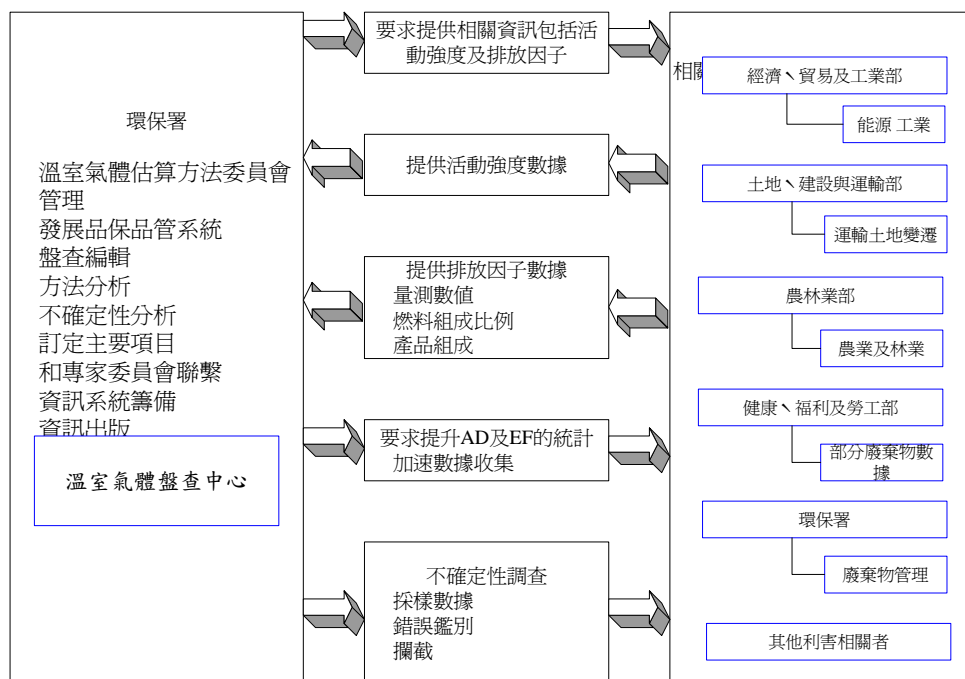 環保署
溫室氣體估算方法委員會
管理
發展品保品管系統
盤查編輯
方法分析
不確定性分析
訂定主要項目
和專家委員會聯繫
資訊系統籌備
資訊出版
溫室氣體盤查中心
要求提供相關資訊包括活
動強度及排放因子
提供活動強度數據
提供排放因子數據
量測數值
燃料組成比例
產品組成
要求提升AD及EF的統計
加速數據收集
不確定性調查
採樣數據
錯誤鑑別
攔截
相
經濟、貿易及工業部
能源 工業
土地、建設與運輸部
運輸土地變遷
農林業部
農業及林業
健康、福利及勞工部
部分廢棄物數
據
環保署
廢棄物管理
其他利害相關者